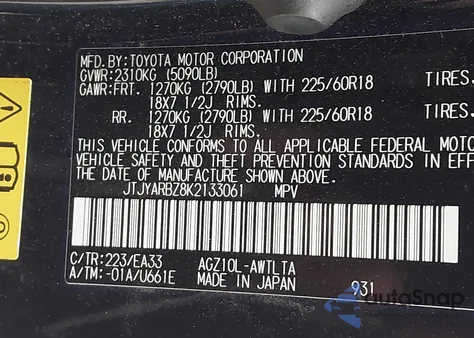 MFD.BY:TOYOTA MOTOR CORPORATION
GVWR:2310KG (5090LB)
GAWR:FRT. 1270KG (2790LB) WITH 225/60R18 TIRES.
18X7 1/2J RIMS.
RR. 1270KG (2790LB) WITH 225/60R18 TIRES.
18X7 1/2J RIMS.
THIS VEHICLE CONFORMS TO ALL APPLICABLE FEDERAL MOTO
VEHICLE SAFETY AND THEFT PREVENTION STANDARDS IN EFF
THE DATE OF MANUFACTURE SHOWN ABOVE.
JTJYARBZ8K2133061 MPV
C/TR:223/EA33 AGZ10L-AWTLTA
A/TM:-01A/U661E MADE IN JAPAN 931
autoSnap